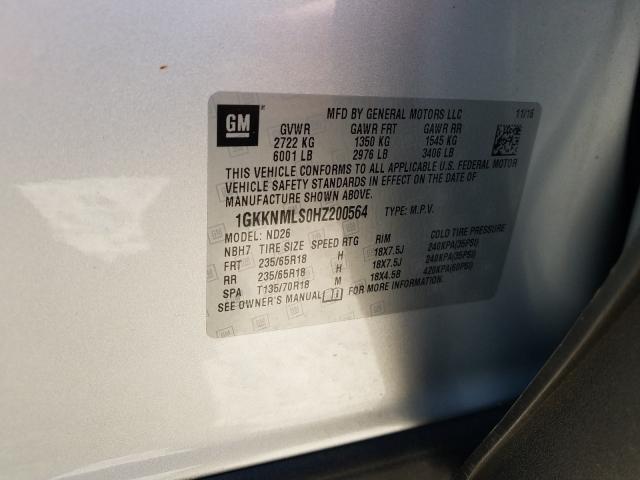 GM
MFD BY GENERAL MOTORS LLC 11/16
GVWR GAWR FRT GAWR RR
2722 KG 1350 KG 1545 KG
6001 LB 2976 LB 3406 LB
THIS VEHICLE CONFORMS TO ALL APPLICABLE U.S. FEDERAL MOTOR
VEHICLE SAFETY STANDARDS IN EFFECT ON THE DATE OF
MANUFACTURE SHOWN ABOVE.
1GKKNMLS0HZ200564 TYPE: M.P.V.
MODEL: ND26
NBH7 TIRE SIZE SPEED RTG RIM COLD TIRE PRESSURE
FRT 235/65R18 H 18X7.5J 240KPA(35PSI)
RR 235/65R18 H 18X7.5J 240KPA(35PSI)
SPA T135/70R18 M 18X4.5B 420KPA(60PSI)
SEE OWNER'S MANUAL FOR MORE INFORMATION.